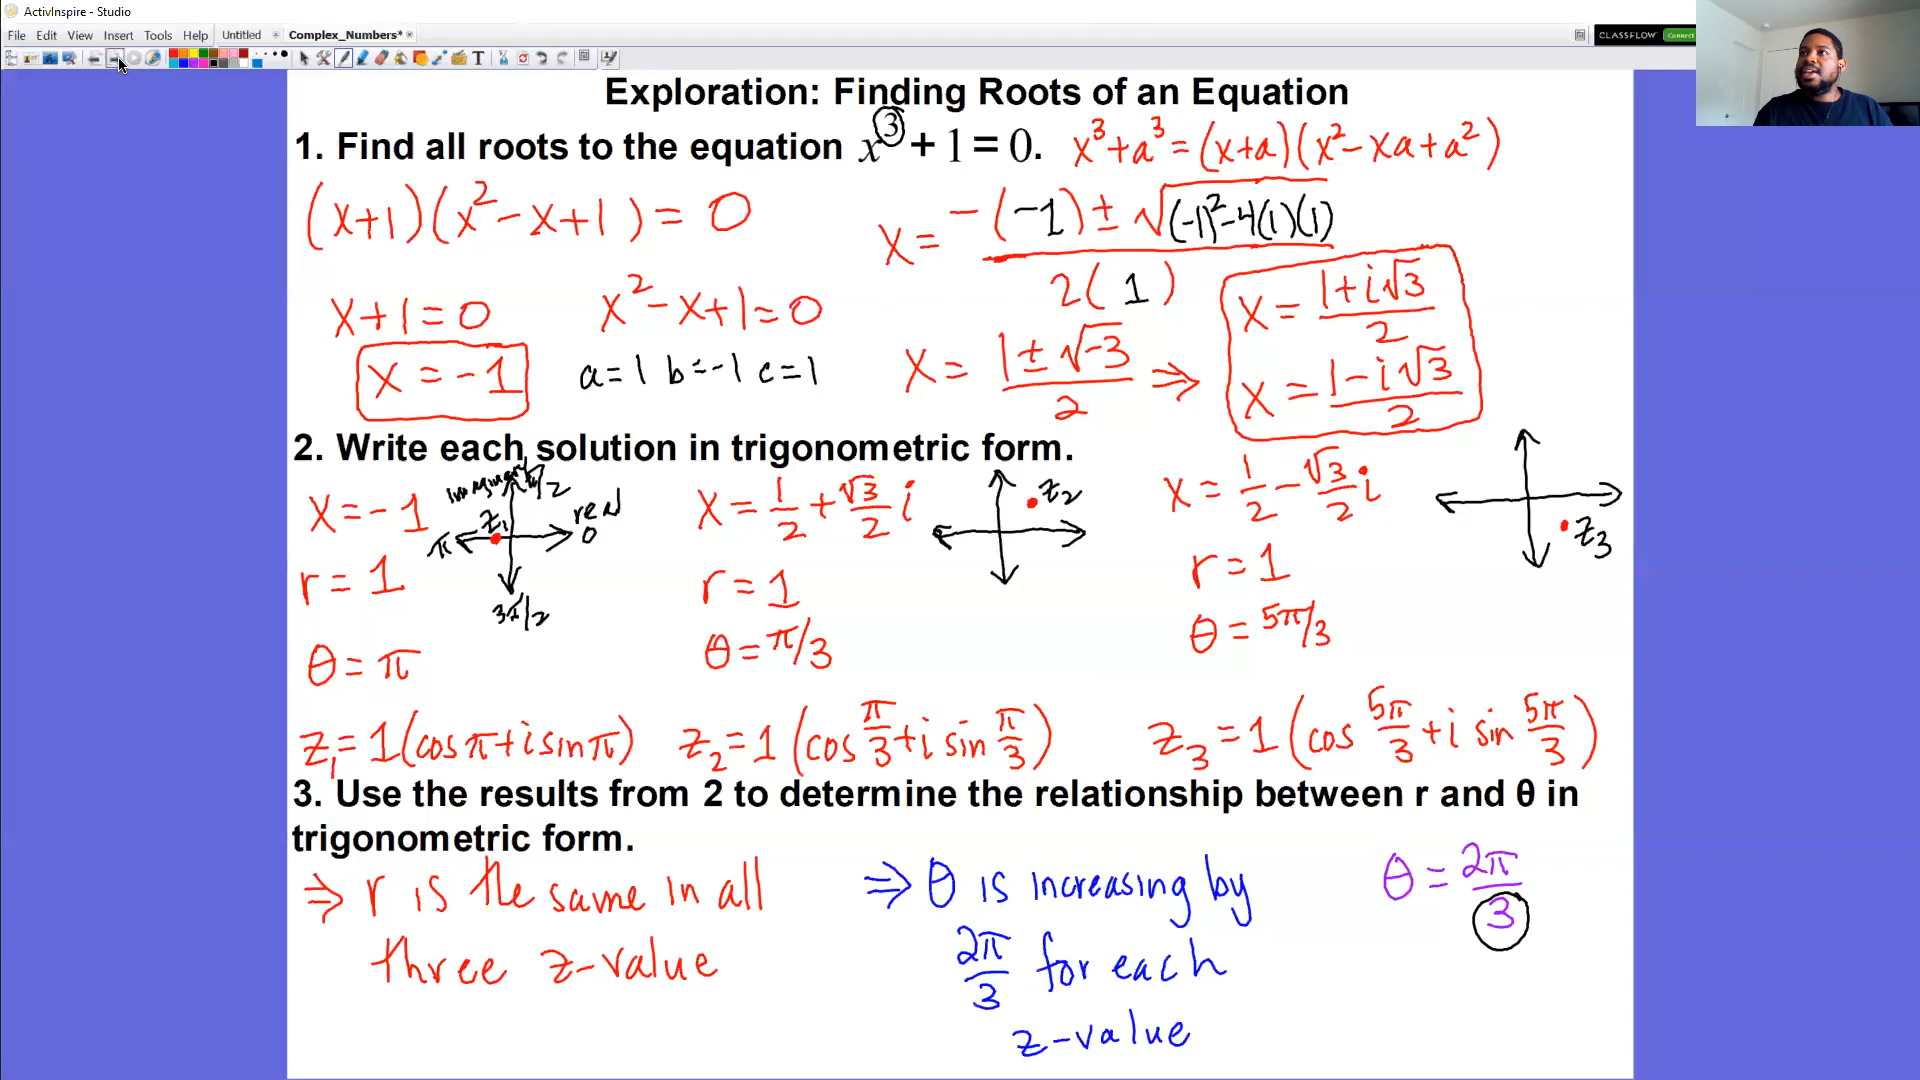 ActivInspire - Studio
File Edit View Insert Tools Help Untitled Complex_Numbers*
CLASSFLOW Connect
Exploration: Finding Roots of an Equation
1. Find all roots to the equation x³ + 1 = 0. x³+a³=(x+a)(x²-xa+a²)
(x+1)(x²-x+1)=0
x = (-(-1) ± √((-1)²-4(1)(1))) / 2(1)
x+1=0 x²-x+1=0
x=-1 a=1 b=-1 c=1
x = (1±√-3)/2 ⇒ x = (1+i√3)/2
x = (1-i√3)/2
2. Write each solution in trigonometric form.
x=-1 imaginary π/2 real 0 π z₁ 3π/2
r=1
θ=π
x = 1/2 + √3/2 i z₂
r=1
θ=π/3
x = 1/2 - √3/2 i z₃
r=1
θ=5π/3
z₁=1(cosπ+isinπ) z₂=1(cos π/3 + i sin π/3) z₃=1(cos 5π/3 + i sin 5π/3)
3. Use the results from 2 to determine the relationship between r and θ in
trigonometric form.
⇒ r is the same in all
three z-value
⇒ θ is increasing by
2π/3 for each
z-value
θ = 2π/3